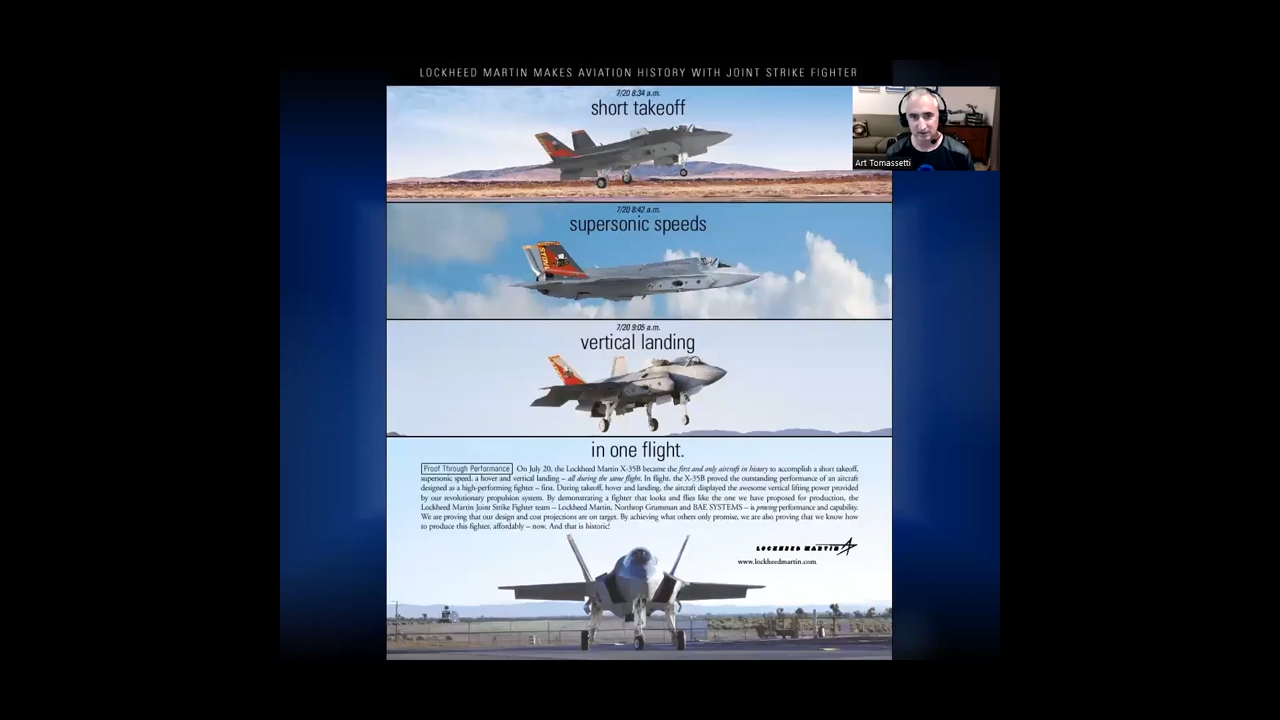 LOCKHEED MARTIN MAKES AVIATION HISTORY WITH JOINT STRIKE FIGHTER
7/20 8:34 a.m.
short takeoff
Art Tomassetti
7/20 8:42 a.m.
supersonic speeds
7/20 9:05 a.m.
vertical landing
in one flight.
Proof Through Performance On July 20, the Lockheed Martin X-35B became the first and only aircraft in history to accomplish a short takeoff,
supersonic speed, a hover and vertical landing – all during the same flight. In flight, the X-35B proved the outstanding performance of an aircraft
designed as a high-performing fighter – first. During takeoff, hover and landing, the aircraft displayed the awesome vertical lifting power provided
by our revolutionary propulsion system. By demonstrating a fighter that looks and flies like the one we have proposed for production, the
Lockheed Martin Joint Strike Fighter team – Lockheed Martin, Northrop Grumman and BAE SYSTEMS – is proving performance and capability.
We are proving that our design and cost projections are on target. By achieving what others only promise, we are also proving that we know how
to produce this fighter, affordably – now. And that is historic!
LOCKHEED MARTIN
www.lockheedmartin.com